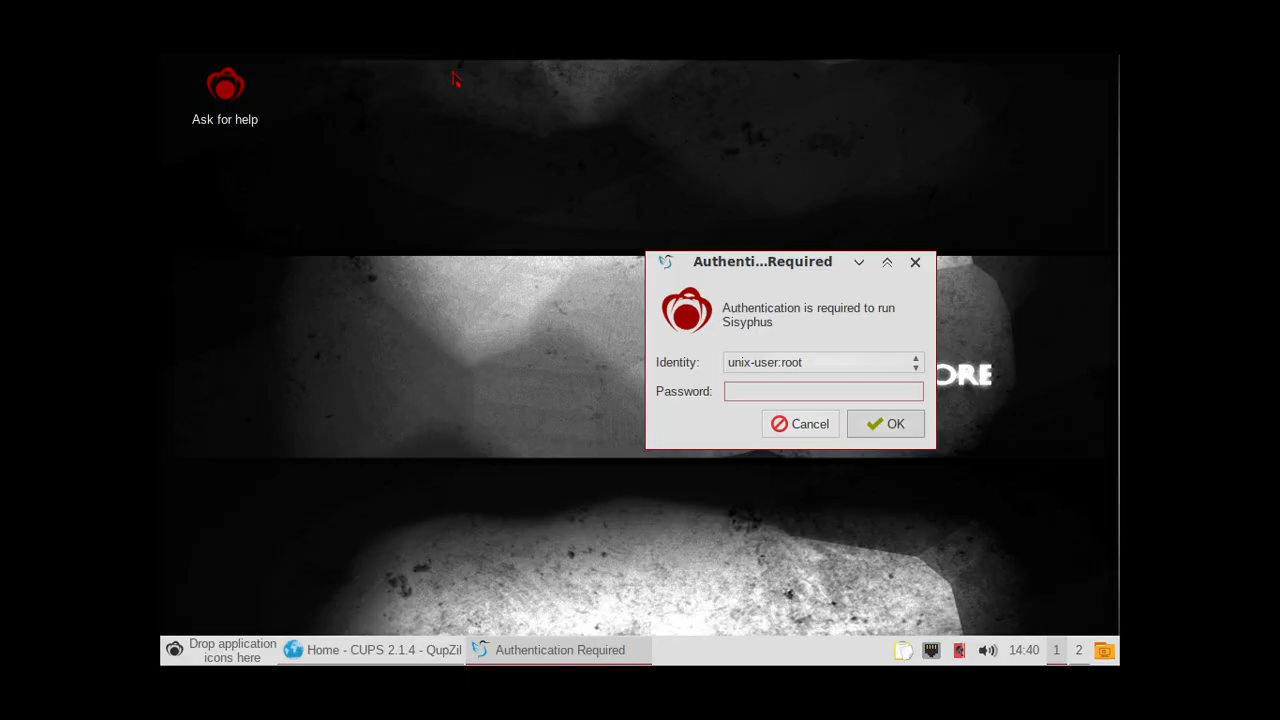 Ask for help
Authenti...Required
Authentication is required to run
Sisyphus
Identity:
unix-user:root
Password:
Cancel
OK
ORE
Drop application
icons here
Home - CUPS 2.1.4 - QupZil
Authentication Required
14:40
1
2